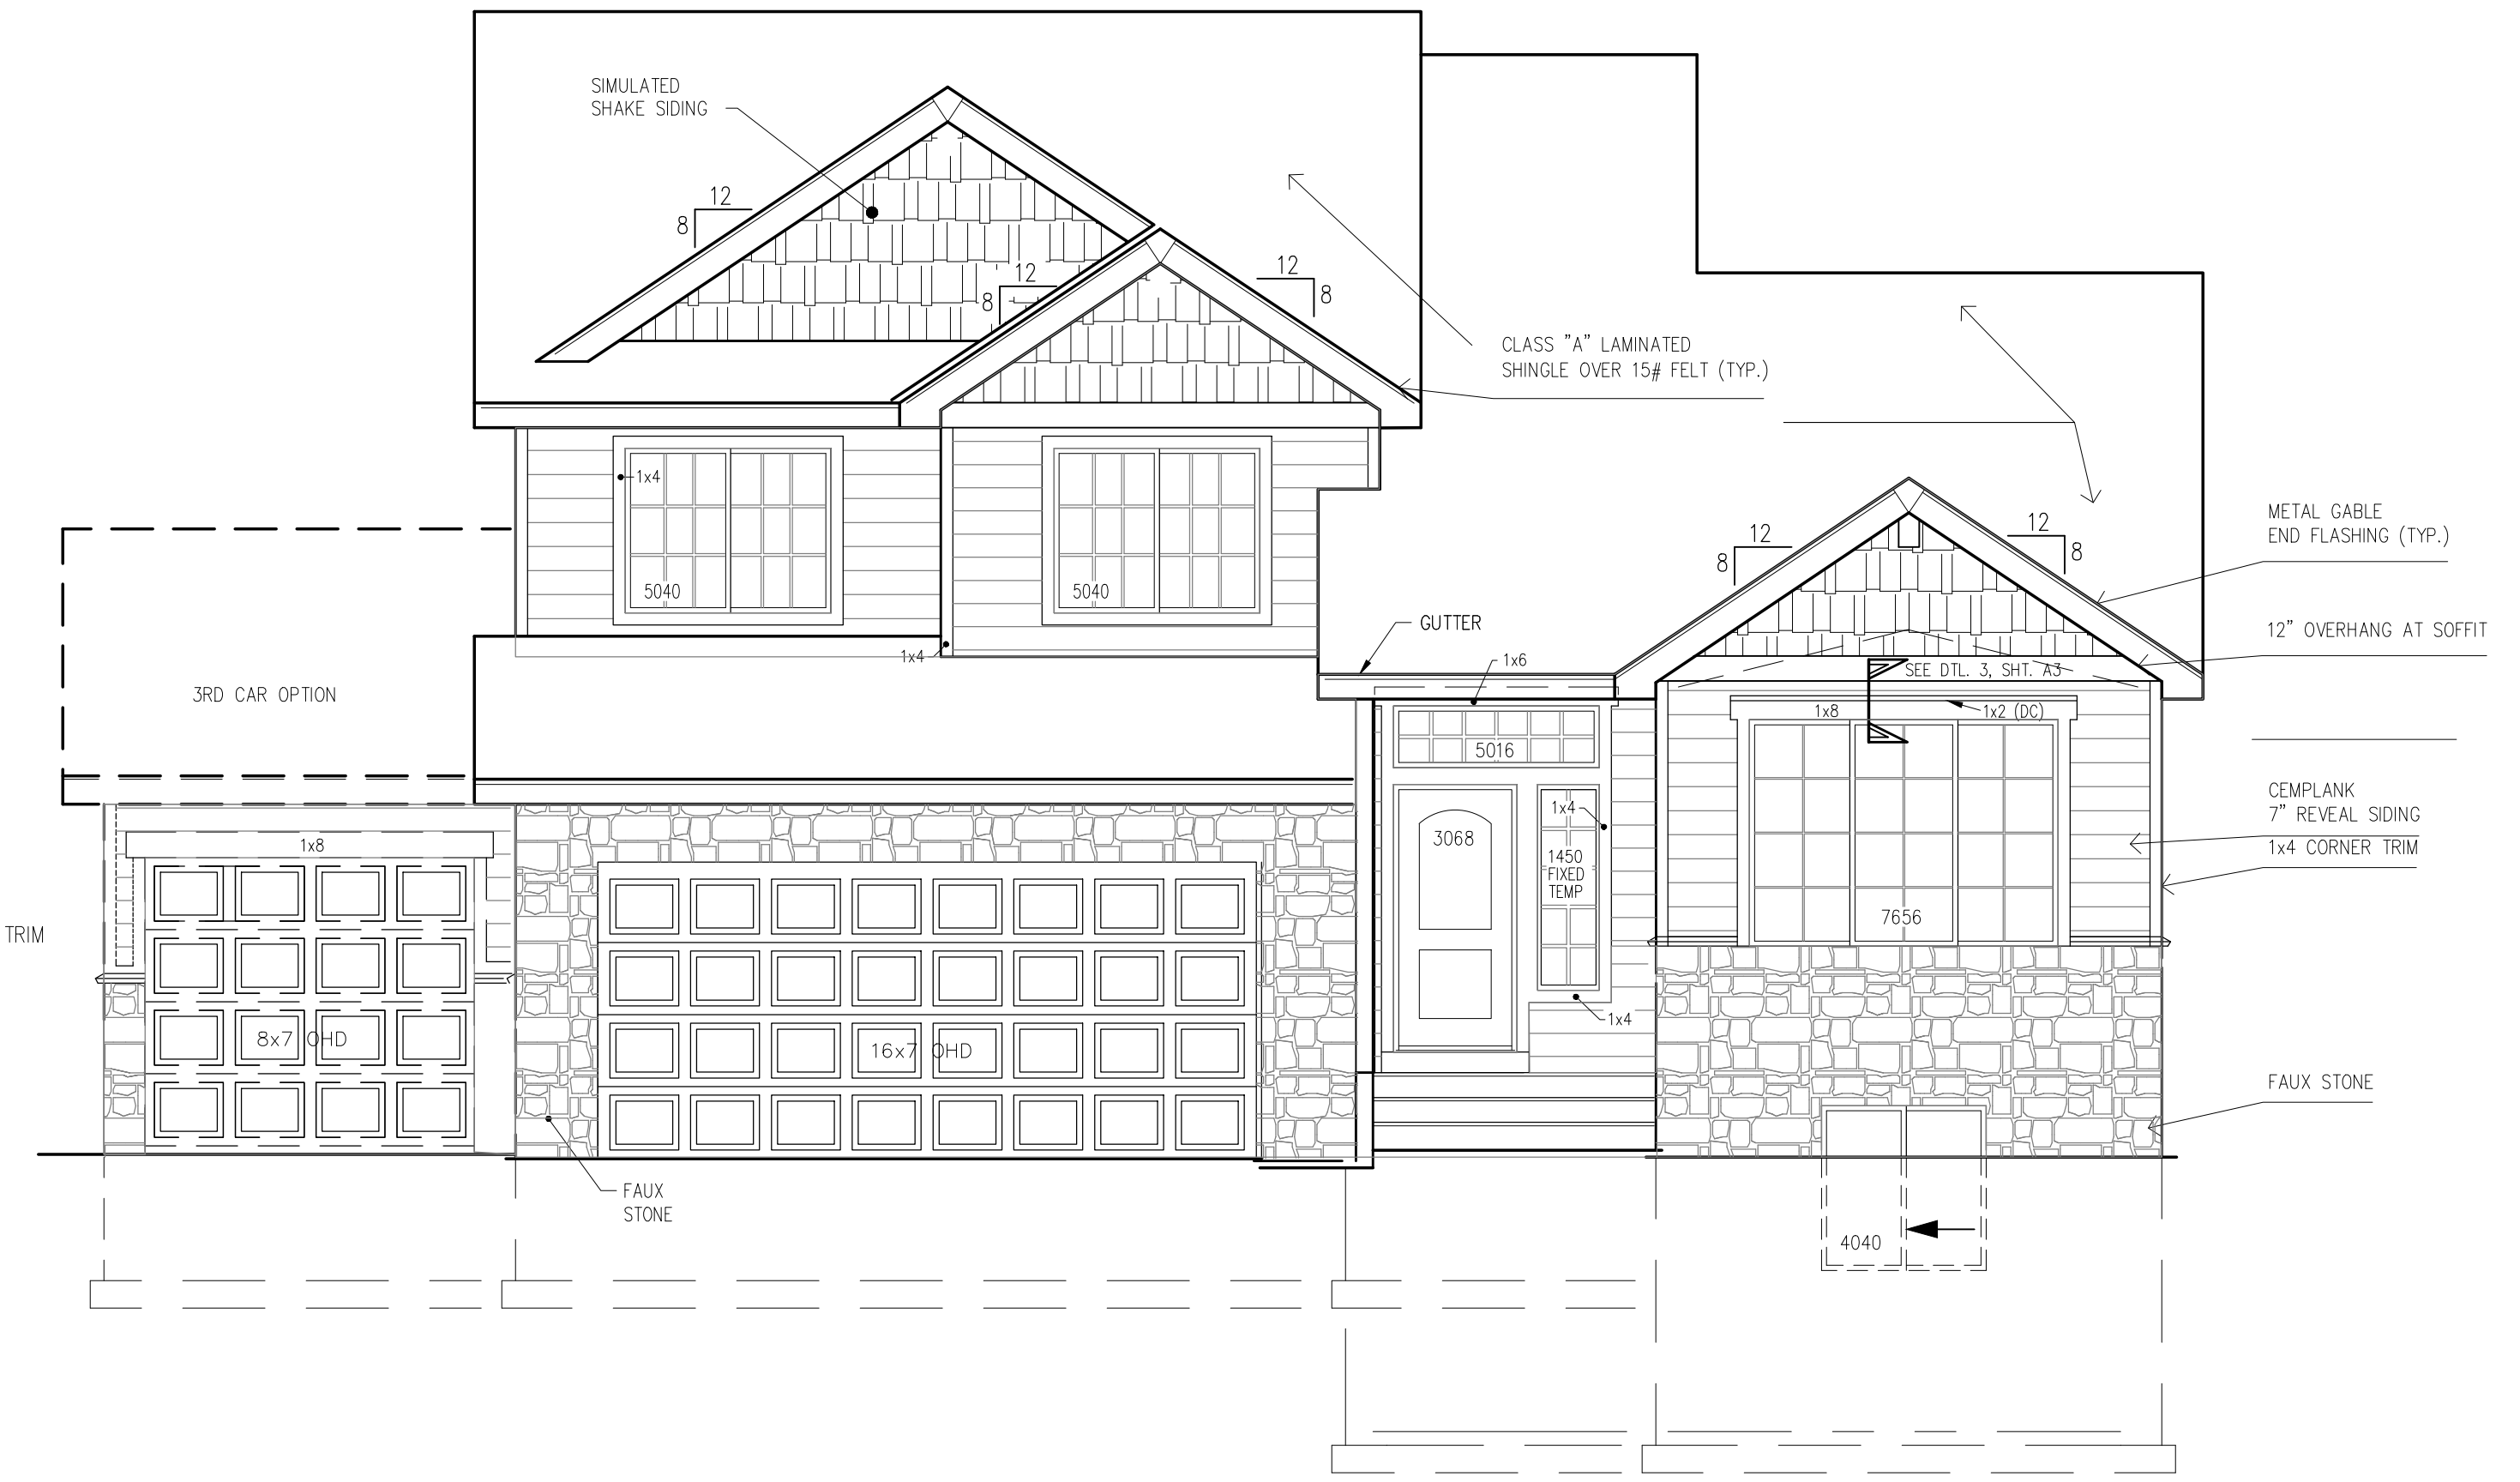 SIMULATED
SHAKE SIDING
12
8
12
8
12
8
CLASS "A" LAMINATED
SHINGLE OVER 15# FELT (TYP.)
1x4
5040
5040
1x4
GUTTER
1x6
12
8
12
8
METAL GABLE
END FLASHING (TYP.)
12" OVERHANG AT SOFFIT
SEE DTL. 3, SHT. A3
1x8
1x2 (DC)
3RD CAR OPTION
5016
1x4
3068
1450
FIXED
TEMP
1x4
7656
CEMPLANK
7" REVEAL SIDING
1x4 CORNER TRIM
1x8
TRIM
8x7 OHD
16x7 OHD
FAUX STONE
FAUX
STONE
4040